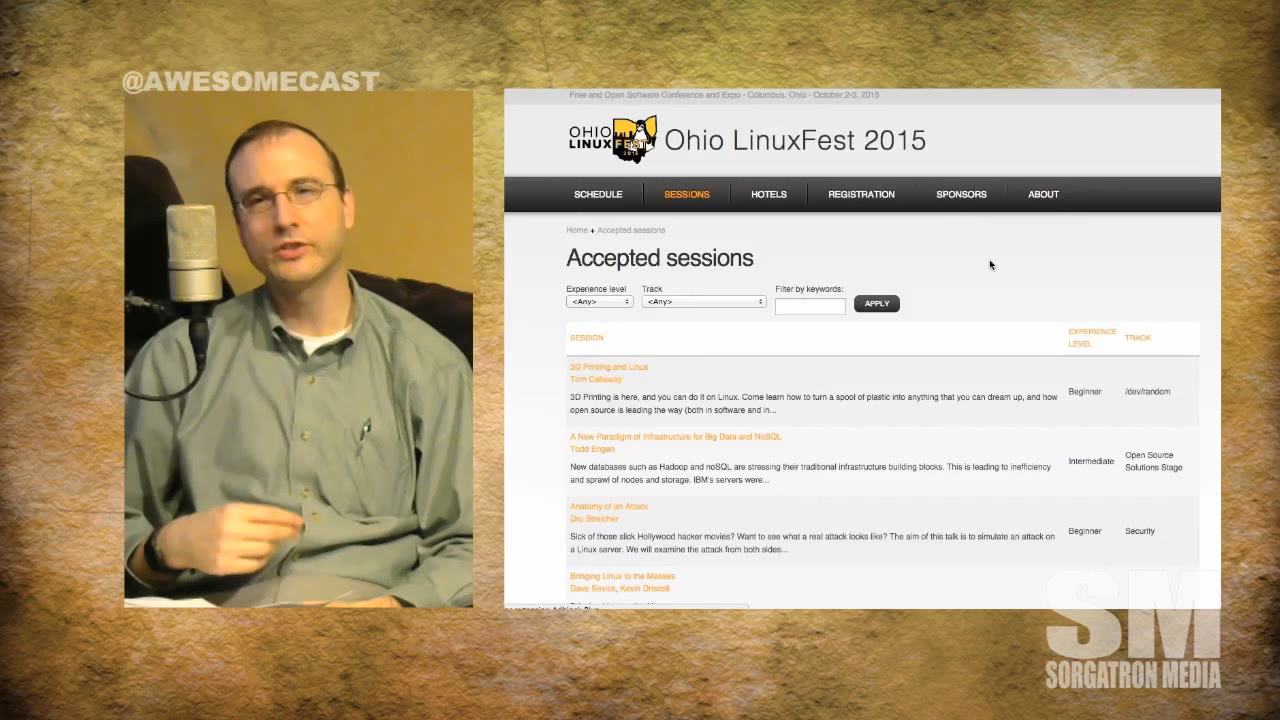 @AWESOMECAST
Free and Open Software Conference and Expo - Columbus, Ohio - October 2-3, 2015
OHIO
LINUXFEST
2015
Ohio LinuxFest 2015
SCHEDULE
SESSIONS
HOTELS
REGISTRATION
SPONSORS
ABOUT
Home + Accepted sessions
Accepted sessions
Experience level
Track
Filter by keywords:
<Any>
<Any>
APPLY
SESSION
EXPERIENCE
LEVEL
TRACK
3D Printing and Linux
Tom Callaway
3D Printing is here, and you can do it on Linux. Come learn how to turn a spool of plastic into anything that you can dream up, and how
open source is leading the way (both in software and in...
Beginner
/dev/random
A New Paradigm of Infrastructure for Big Data and NoSQL
Todd Engen
New databases such as Hadoop and noSQL are stressing their traditional infrastructure building blocks. This is leading to inefficiency
and sprawl of nodes and storage. IBM's servers were...
Intermediate
Open Source
Solutions Stage
Anatomy of an Attack
Dru Streicher
Sick of those slick Hollywood hacker movies? Want to see what a real attack looks like? The aim of this talk is to simulate an attack on
a Linux server. We will examine the attack from both sides...
Beginner
Security
Bringing Linux to the Masses
Dave Sevick, Kevin Driscoll
SM
SORGATRON MEDIA